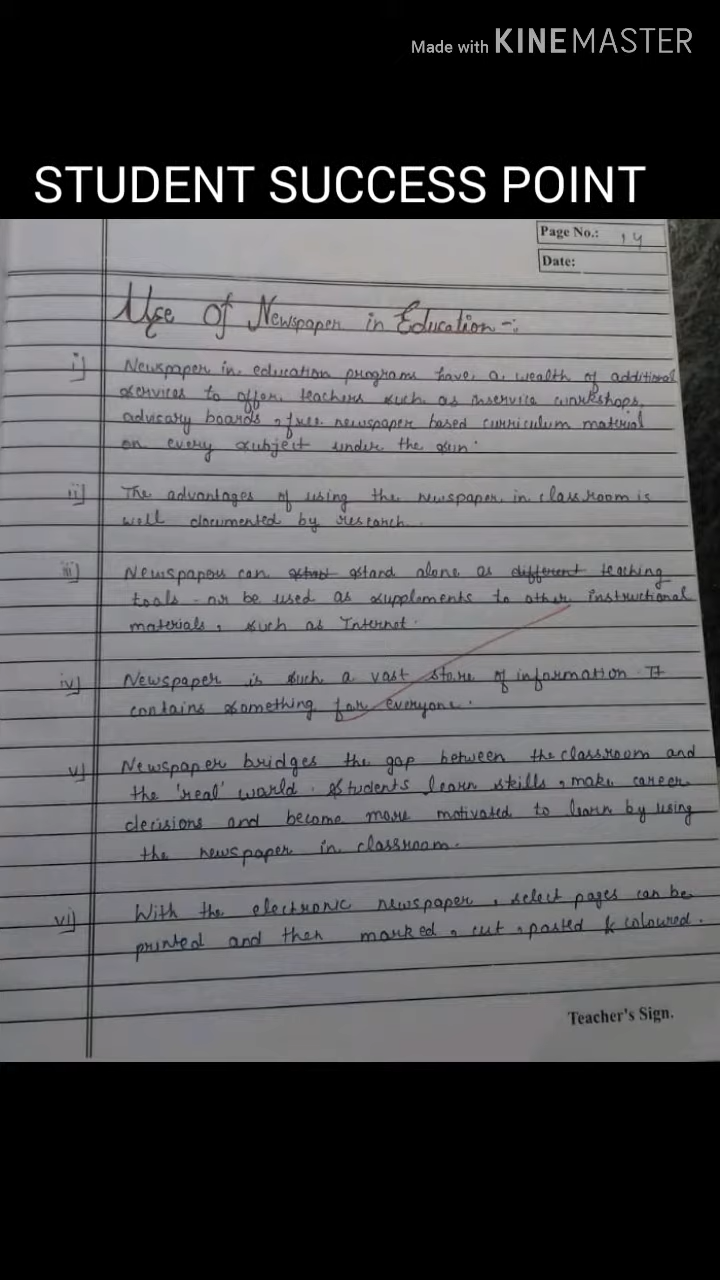 Made with KINEMASTER
STUDENT SUCCESS POINT
Page No.: 14
Date:
Use Of Newspaper in Education -:
i) Newspaper in education programs have a wealth of additional
services to offer teachers such as inservice workshops,
advisary boards, free newspaper based curriculum material
on every subject under the sun.
ii) The advantages of using the newspaper in classroom is
well documented by research.
iii) Newspapers can stand alone as different teaching
tools or be used as supplements to other instructional
materials, such as Internet.
iv) Newspaper is such a vast store of information It
contains something for everyone.
v) Newspaper bridges the gap between the classroom and
the 'real' world. Students learn skills, make career
decisions and become more motivated to learn by using
the newspaper in classroom.
vi) With the electronic newspaper, select pages can be
printed and then marked, cut, pasted & coloured.
Teacher's Sign.